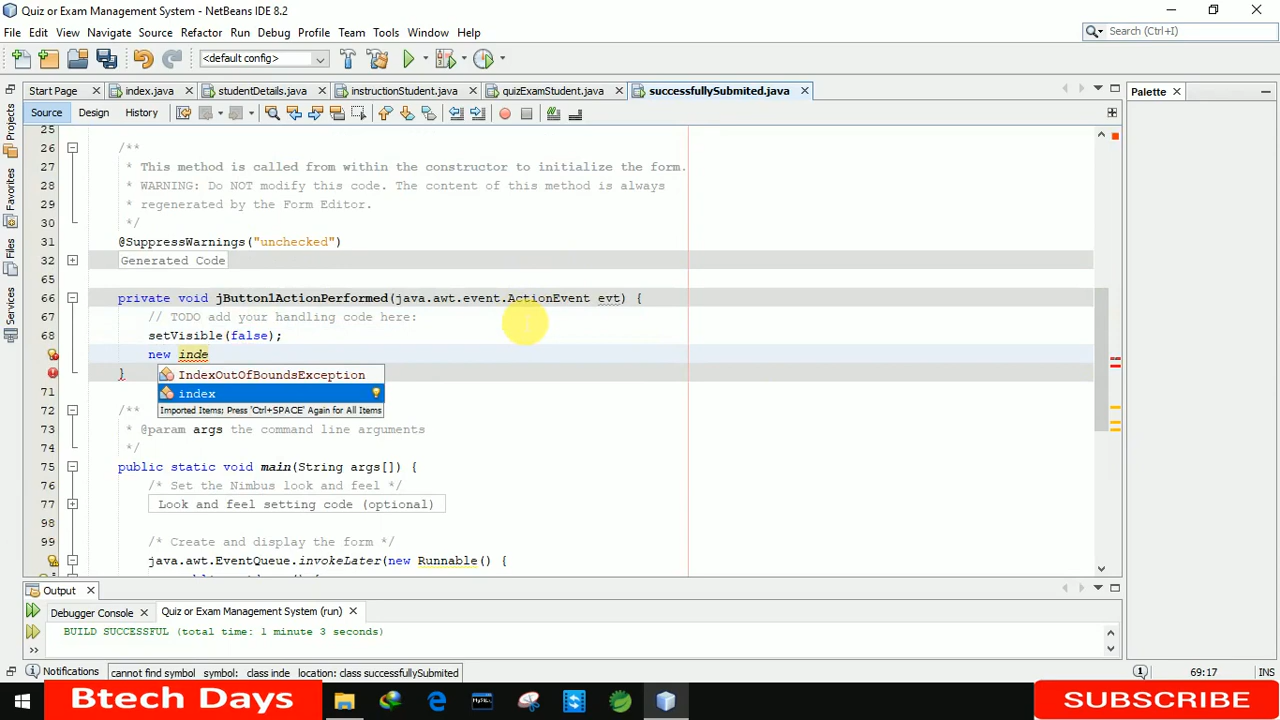 Quiz or Exam Management System - NetBeans IDE 8.2
File Edit View Navigate Source Refactor Run Debug Profile Team Tools Window Help
Search (Ctrl+I)
<default config>
Start Page index.java studentDetails.java instructionStudent.java quizExamStudent.java successfullySubmited.java
Palette
Source Design History
Projects
Favorites
Files
Services
25
26 /**
27 * This method is called from within the constructor to initialize the form.
28 * WARNING: Do NOT modify this code. The content of this method is always
29 * regenerated by the Form Editor.
30 */
31 @SuppressWarnings("unchecked")
32 Generated Code
65
66 private void jButton1ActionPerformed(java.awt.event.ActionEvent evt) {
67 // TODO add your handling code here:
68 setVisible(false);
new inde
}
IndexOutOfBoundsException
index
Imported Items; Press 'Ctrl+SPACE' Again for All Items
71
72 /**
73 * @param args the command line arguments
74 */
75 public static void main(String args[]) {
76 /* Set the Nimbus look and feel */
77 Look and feel setting code (optional)
98
99 /* Create and display the form */
java.awt.EventQueue.invokeLater(new Runnable() {
Output
Debugger Console Quiz or Exam Management System (run)
BUILD SUCCESSFUL (total time: 1 minute 3 seconds)
Notifications cannot find symbol symbol: class inde location: class successfullySubmited
1 69:17 INS
Btech Days
SUBSCRIBE